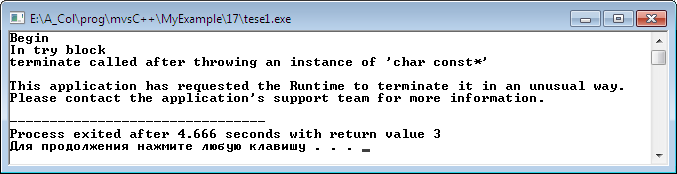 E:\A_Col\prog\mvsC++\MyExample\17\tese1.exe
Begin
In try block
terminate called after throwing an instance of 'char const*'
This application has requested the Runtime to terminate it in an unusual way.
Please contact the application's support team for more information.
--------------------------------
Process exited after 4.666 seconds with return value 3
Для продолжения нажмите любую клавишу . . . _